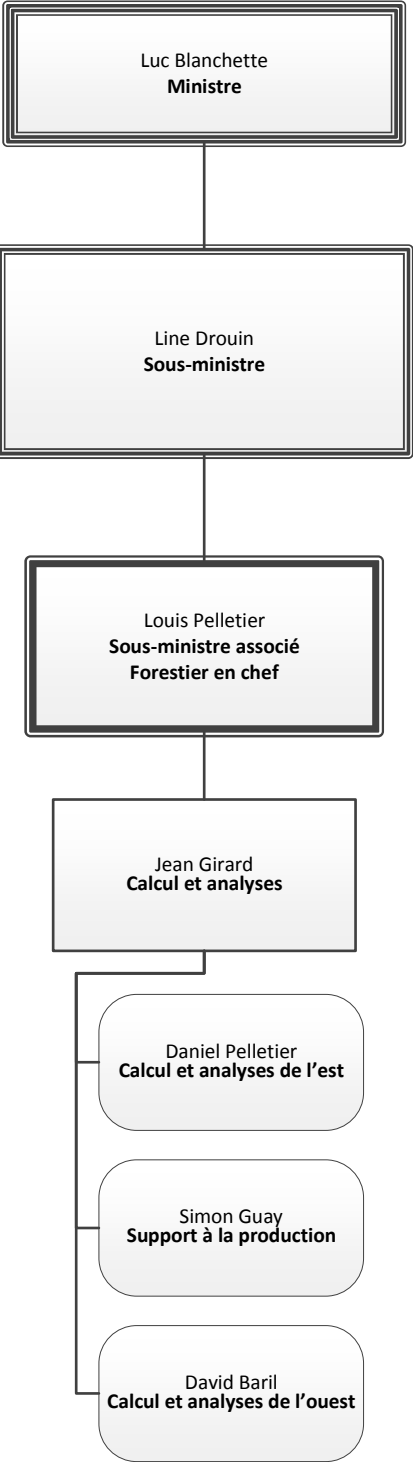 Luc Blanchette
Ministre
Line Drouin
Sous-ministre
Louis Pelletier
Sous-ministre associé
Forestier en chef
Jean Girard
Calcul et analyses
Daniel Pelletier
Calcul et analyses de l’est
Simon Guay
Support à la production
David Baril
Calcul et analyses de l’ouest